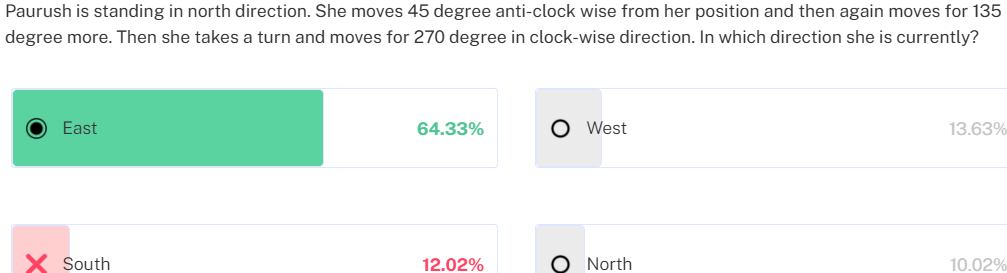 Paurush is standing in north direction. She moves 45 degree anti-clock wise from her position and then again moves for 135
degree more. Then she takes a turn and moves for 270 degree in clock-wise direction. In which direction she is currently?
East 64.33% West 13.63%
South 12.02% North 10.02%